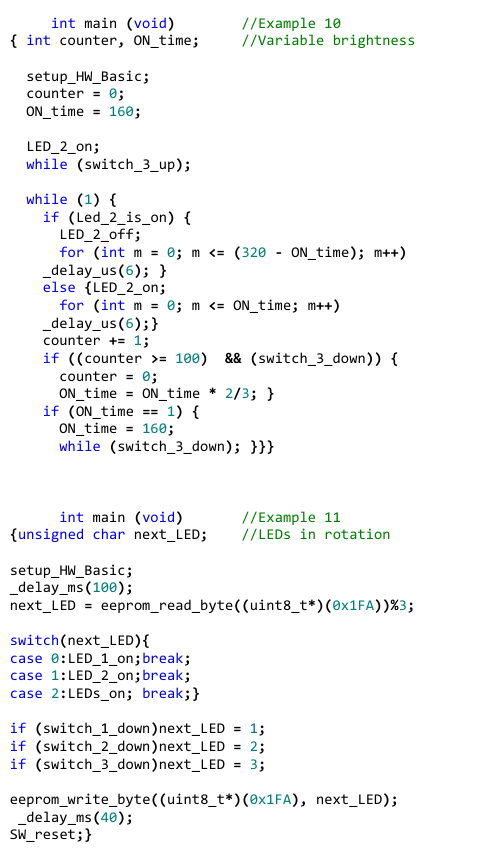 int main (void)        //Example 10
{ int counter, ON_time;     //Variable brightness
setup_HW_Basic;
counter = 0;
ON_time = 160;
LED_2_on;
while (switch_3_up);
while (1) {
if (Led_2_is_on) {
LED_2_off;
for (int m = 0; m <= (320 - ON_time); m++)
_delay_us(6); }
else {LED_2_on;
for (int m = 0; m <= ON_time; m++)
_delay_us(6);}
counter += 1;
if ((counter >= 100)  && (switch_3_down)) {
counter = 0;
ON_time = ON_time * 2/3; }
if (ON_time == 1) {
ON_time = 160;
while (switch_3_down); }}}
int main (void)       //Example 11
{unsigned char next_LED;    //LEDs in rotation
setup_HW_Basic;
_delay_ms(100);
next_LED = eeprom_read_byte((uint8_t*)(0x1FA))%3;
switch(next_LED){
case 0:LED_1_on;break;
case 1:LED_2_on;break;
case 2:LEDs_on; break;}
if (switch_1_down)next_LED = 1;
if (switch_2_down)next_LED = 2;
if (switch_3_down)next_LED = 3;
eeprom_write_byte((uint8_t*)(0x1FA), next_LED);
_delay_ms(40);
SW_reset;}